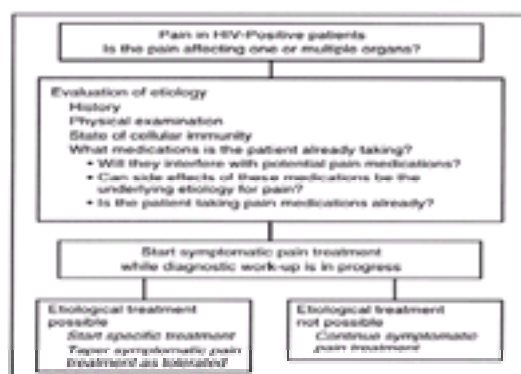 Pain in HIV-Positive patients
Is the pain affecting one or multiple organs?
Evaluation of etiology
History
Physical examination
State of cellular immunity
What medications is the patient already taking?
• Will they interfere with potential pain medications?
• Can side effects of these medications be the
underlying etiology for pain?
• Is the patient taking pain medications already?
Start symptomatic pain treatment
while diagnostic work-up is in progress
Etiological treatment
possible
Start specific treatment
Taper symptomatic pain
treatment as tolerated
Etiological treatment
not possible
Continue symptomatic
pain treatment